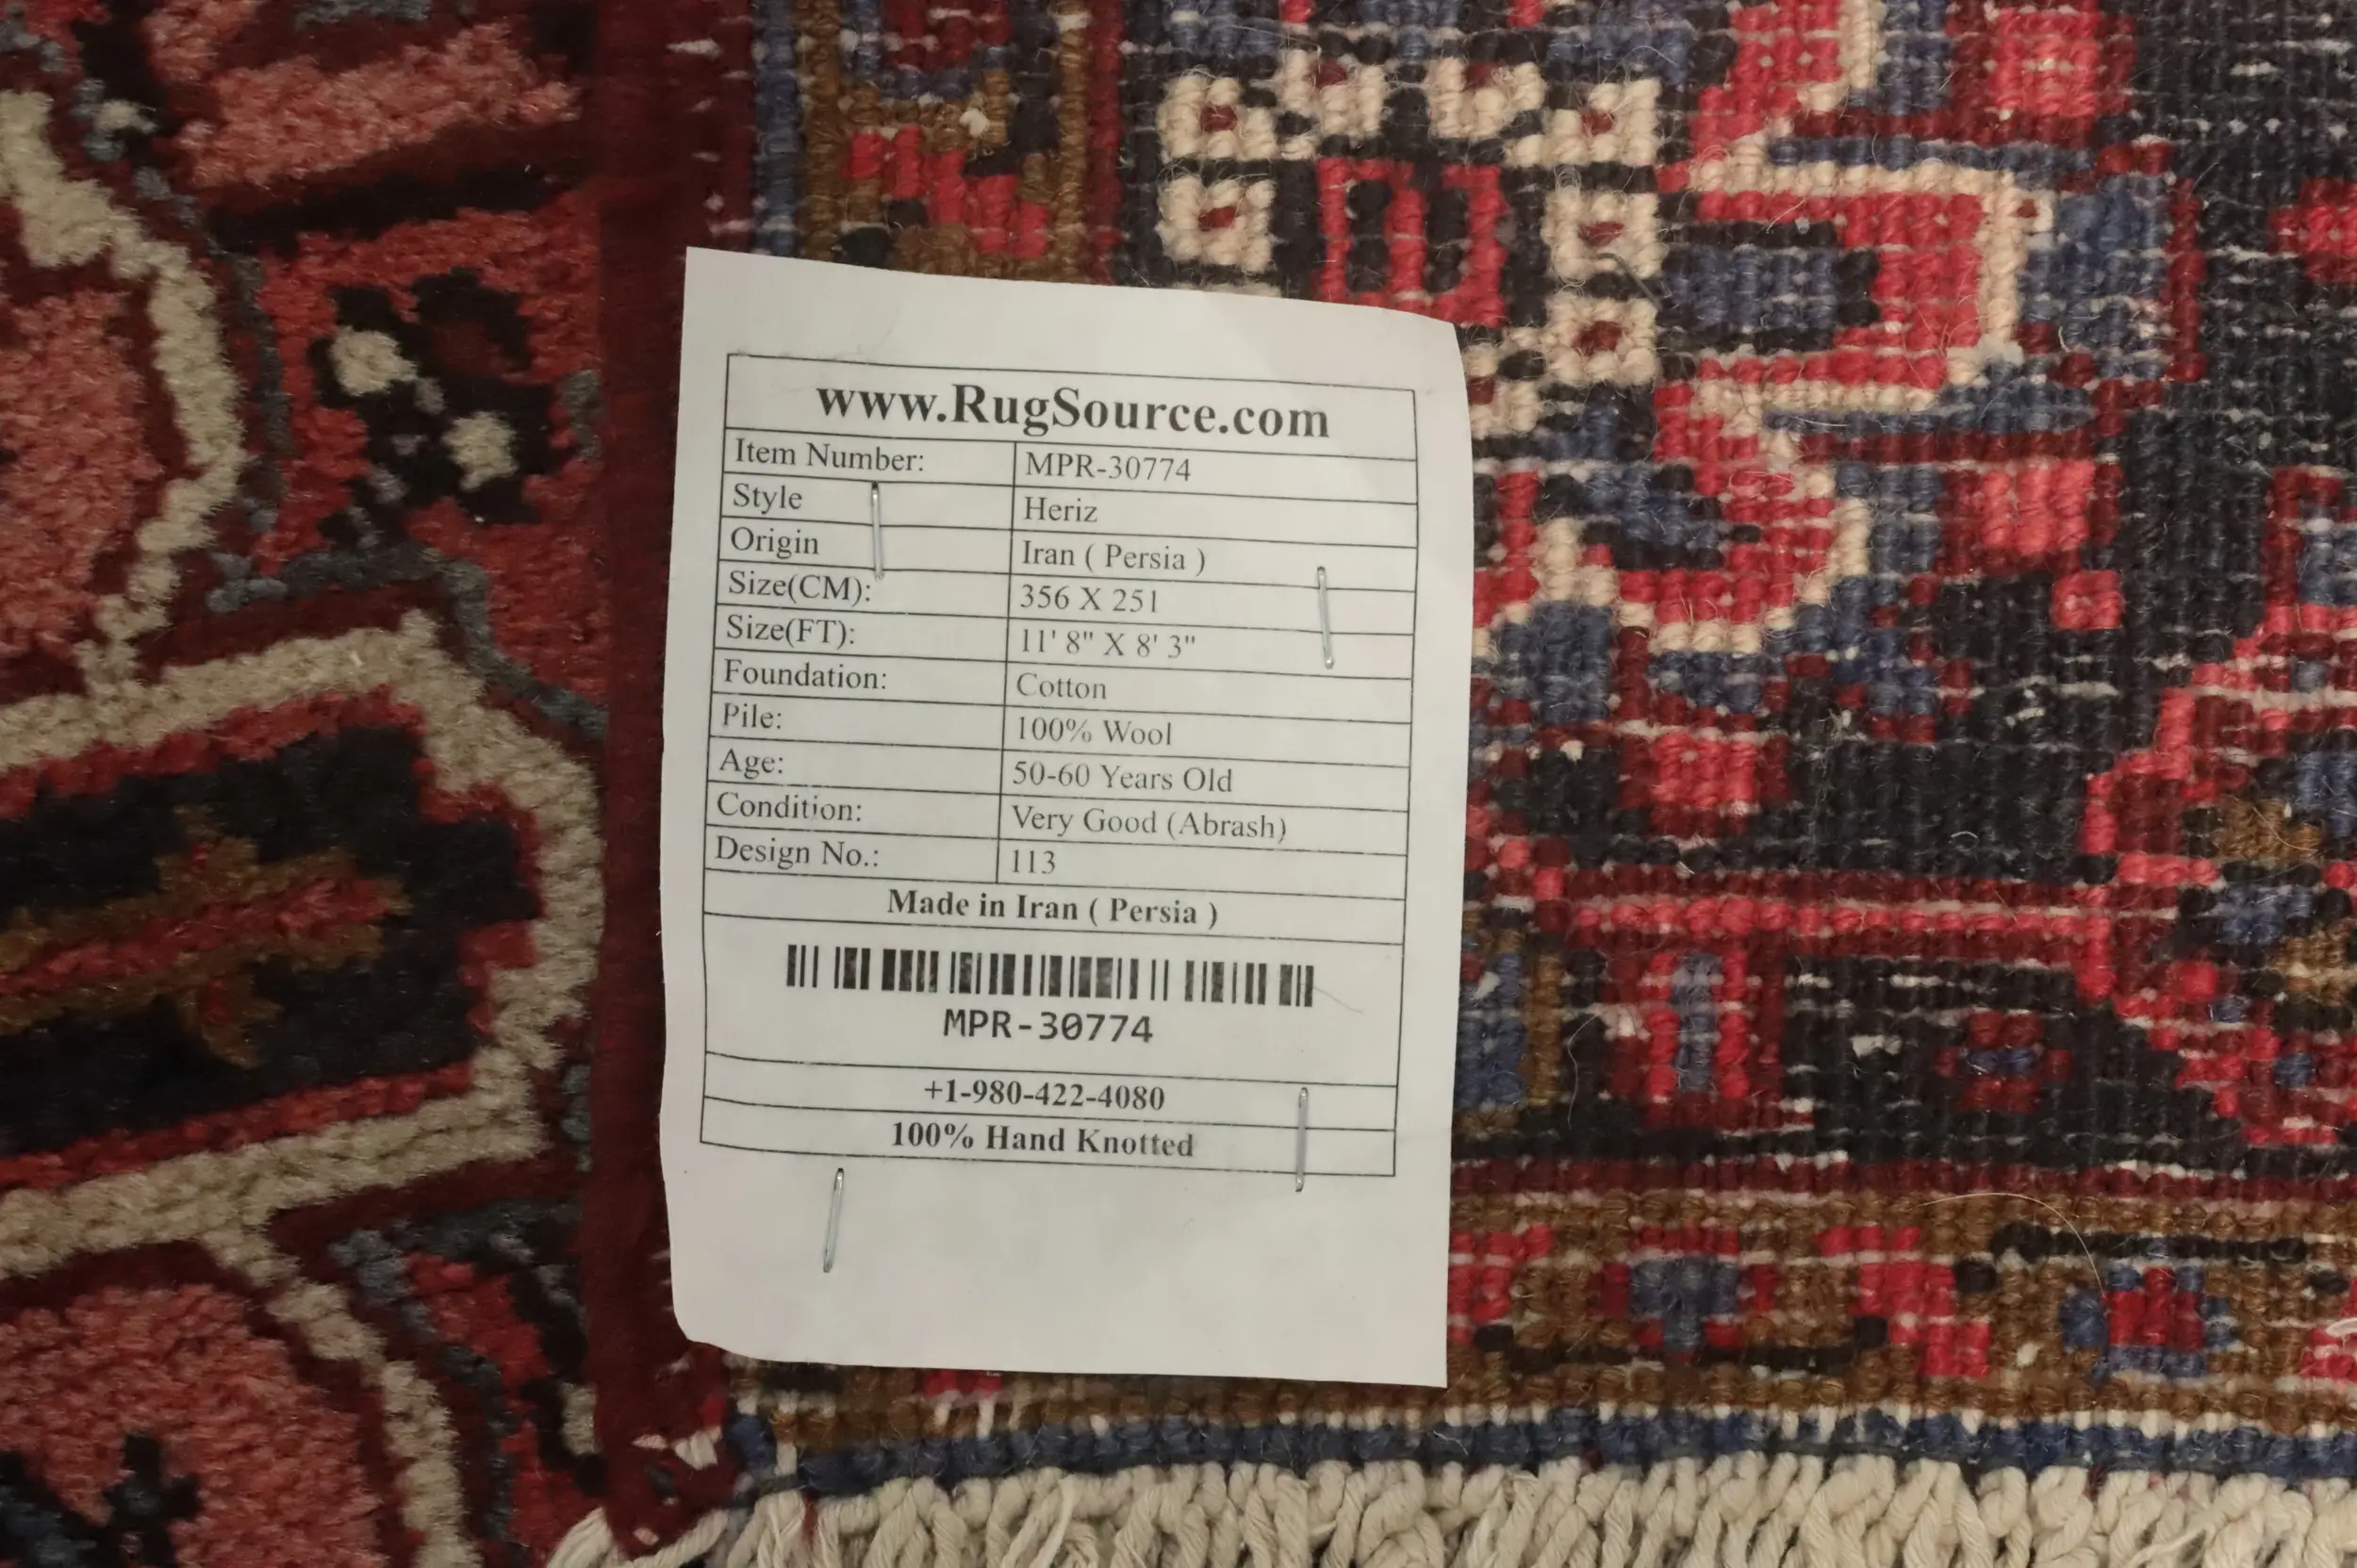 www.RugSource.com
Item Number: MPR-30774
Style Heriz
Origin Iran ( Persia )
Size(CM): 356 X 251
Size(FT): 11' 8" X 8' 3"
Foundation: Cotton
Pile: 100% Wool
Age: 50-60 Years Old
Condition: Very Good (Abrash)
Design No.: 113
Made in Iran ( Persia )
MPR-30774
+1-980-422-4080
100% Hand Knotted